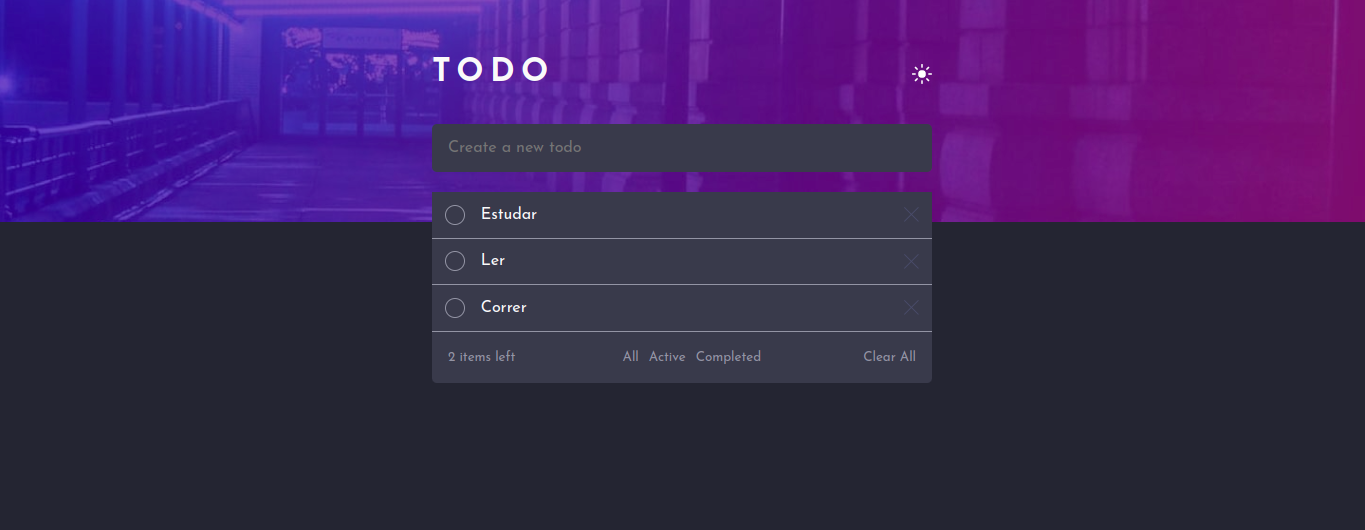 TODO
Create a new todo
Estudar
Ler
Correr
2 items left All Active Completed Clear All